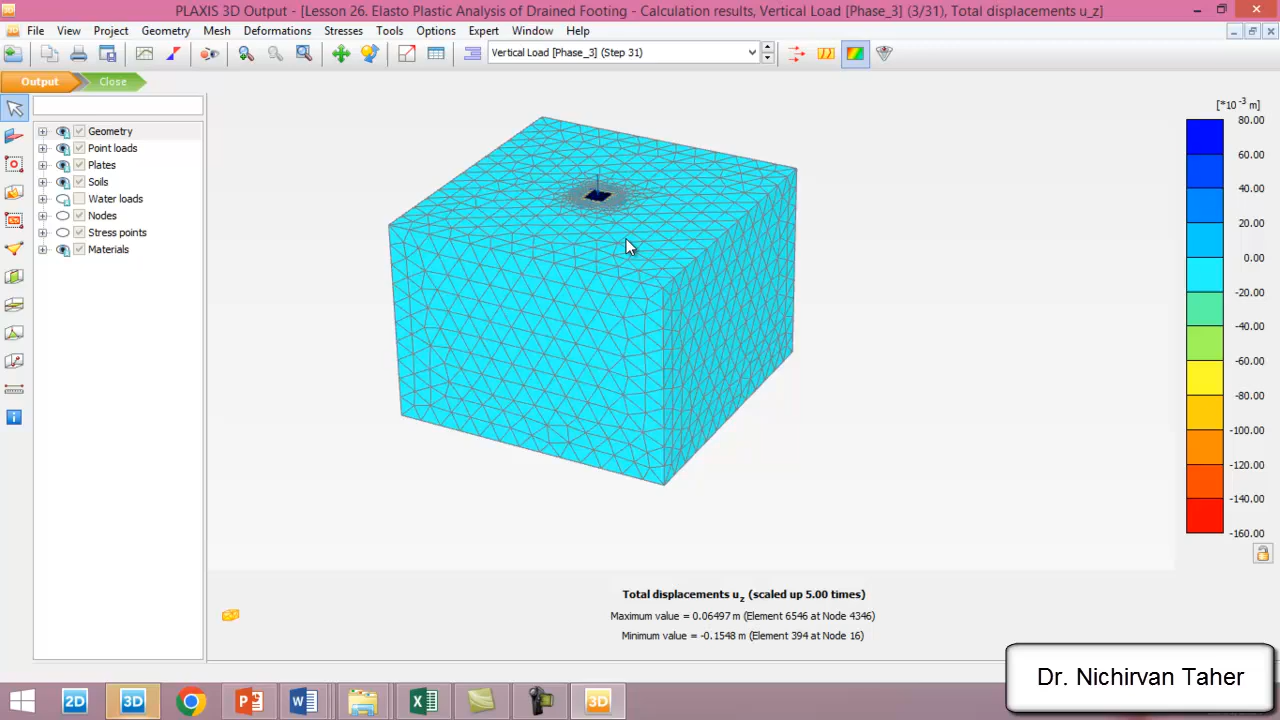 PLAXIS 3D Output - [Lesson 26. Elasto Plastic Analysis of Drained Footing - Calculation results, Vertical Load [Phase_3] (3/31), Total displacements u_z]
File View Project Geometry Mesh Deformations Stresses Tools Options Expert Window Help
Vertical Load [Phase_3] (Step 31)
Output Close
Geometry
Point loads
Plates
Soils
Water loads
Nodes
Stress points
Materials
[*10⁻³ m]
80.00
60.00
40.00
20.00
0.00
-20.00
-40.00
-60.00
-80.00
-100.00
-120.00
-140.00
-160.00
Total displacements u_z (scaled up 5.00 times)
Maximum value = 0.06497 m (Element 6546 at Node 4346)
Minimum value = -0.1548 m (Element 394 at Node 16)
Dr. Nichirvan Taher
2D 3D 3D